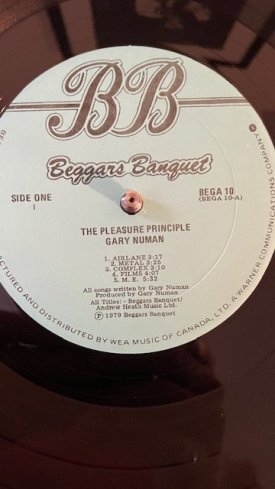 BB
Beggars Banquet
SIDE ONE
1
BEGA 10
(BEGA 10-A)
THE PLEASURE PRINCIPLE
GARY NUMAN
1. AIRLANE 3:17
2. METAL 3:25
3. COMPLEX 3:10
4. FILMS 4:07
5. M. E. 5:32
All songs written by Gary Numan
Produced by Gary Numan
All Titles: - Beggars Banquet/
Andrew Heath Music Ltd.
Ⓟ 1979 Beggars Banquet
ACTURED AND DISTRIBUTED BY WEA MUSIC OF CANADA, LTD. A WARNER COMMUNICATIONS COMPANY